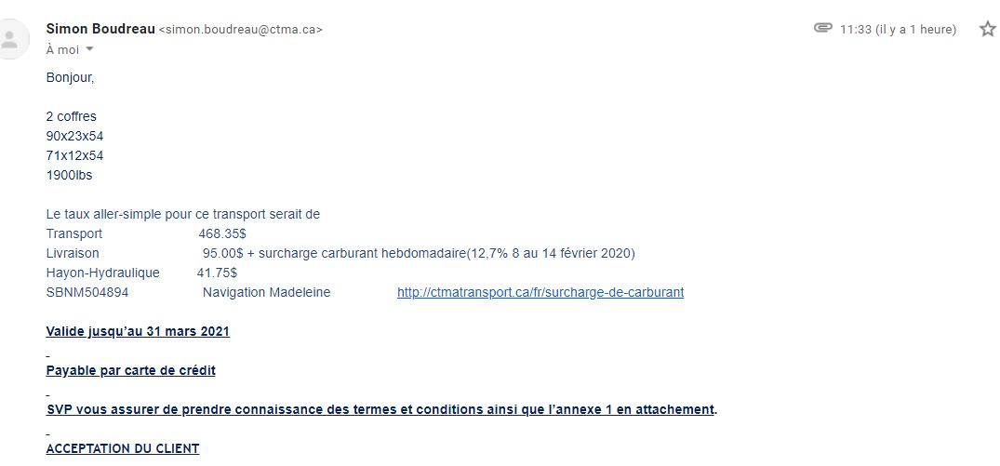 Simon Boudreau <simon.boudreau@ctma.ca> 11:33 (il y a 1 heure)
À moi
Bonjour,
2 coffres
90x23x54
71x12x54
1900lbs
Le taux aller-simple pour ce transport serait de
Transport 468.35$
Livraison 95.00$ + surcharge carburant hebdomadaire(12,7% 8 au 14 février 2020)
Hayon-Hydraulique 41.75$
SBNM504894 Navigation Madeleine http://ctmatransport.ca/fr/surcharge-de-carburant
Valide jusqu'au 31 mars 2021
Payable par carte de crédit
SVP vous assurer de prendre connaissance des termes et conditions ainsi que l'annexe 1 en attachement.
ACCEPTATION DU CLIENT